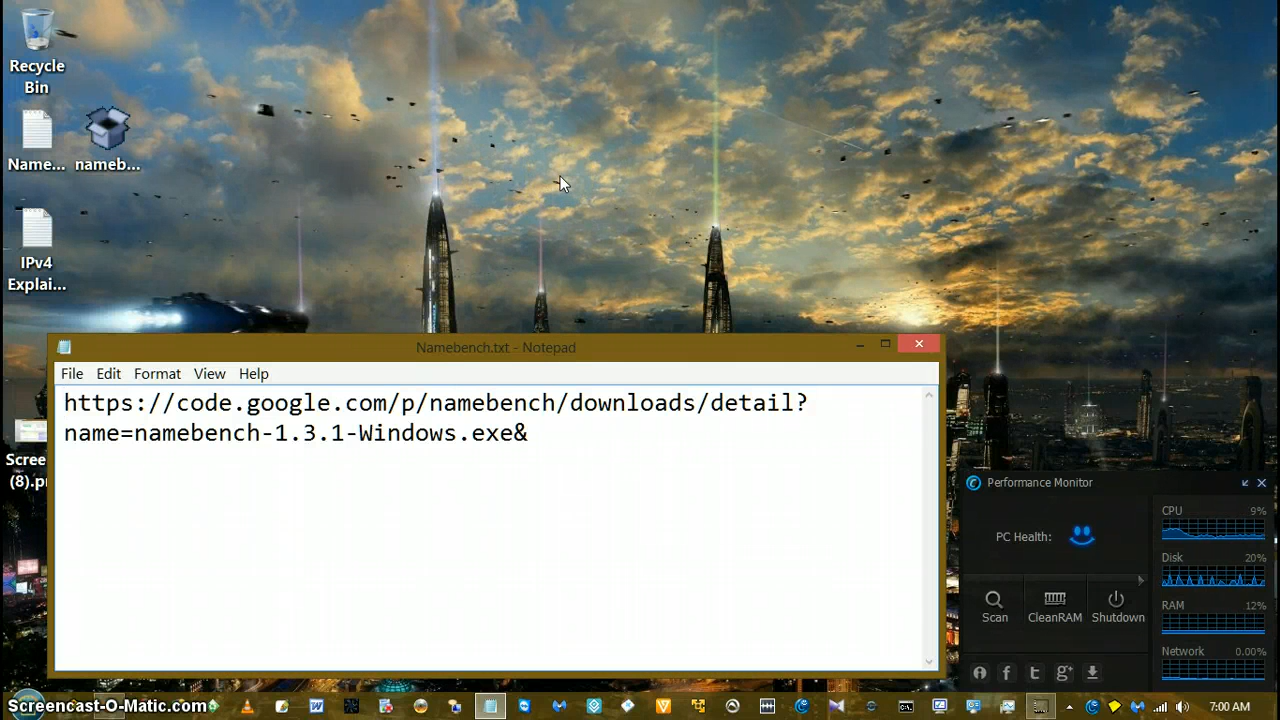 Recycle
Bin
Name...
nameb...
IPv4
Explai...
Scree
(8).pr
Namebench.txt - Notepad
File Edit Format View Help
https://code.google.com/p/namebench/downloads/detail?
name=namebench-1.3.1-Windows.exe&
Performance Monitor
PC Health:
Scan
CleanRAM
Shutdown
CPU 9%
Disk 20%
RAM 12%
Network 0.00%
Screencast-O-Matic.com
7:00 AM